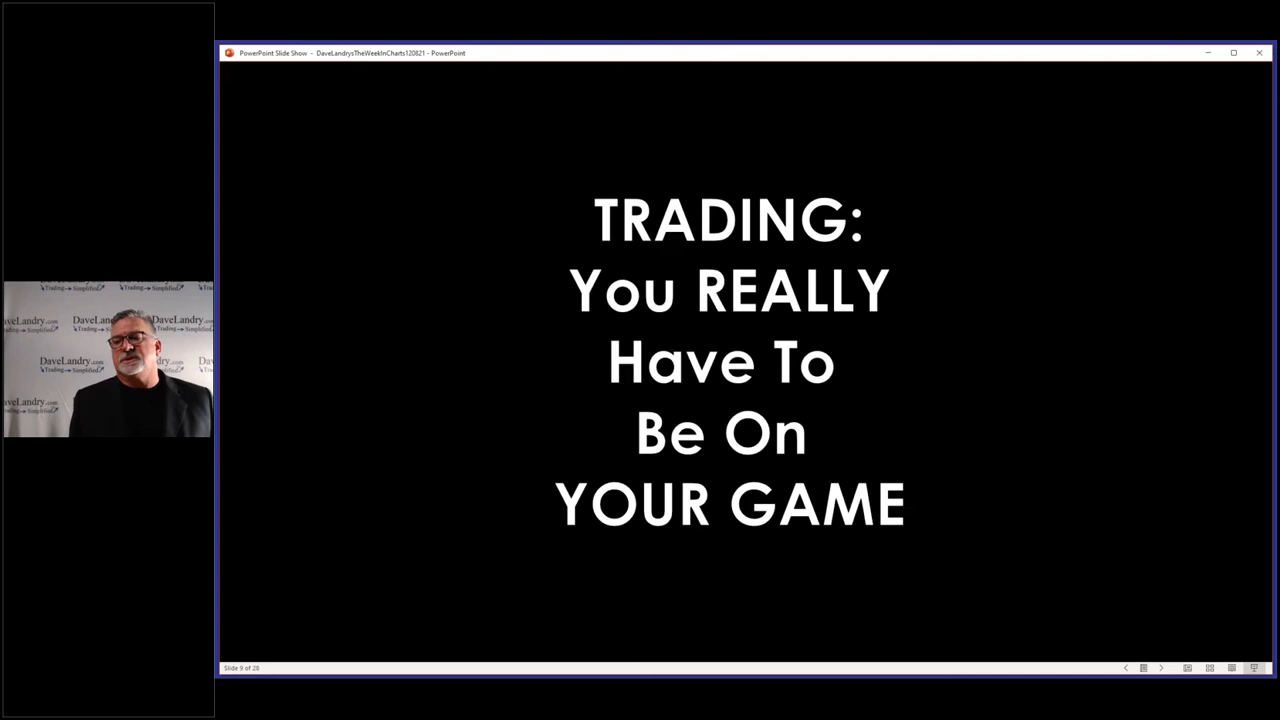 PowerPoint Slide Show - DaveLandrysTheWeekInCharts120821 - PowerPoint
TRADING:
You REALLY
Have To
Be On
YOUR GAME
DaveLandry.com
Trading Simplified
Slide 9 of 28